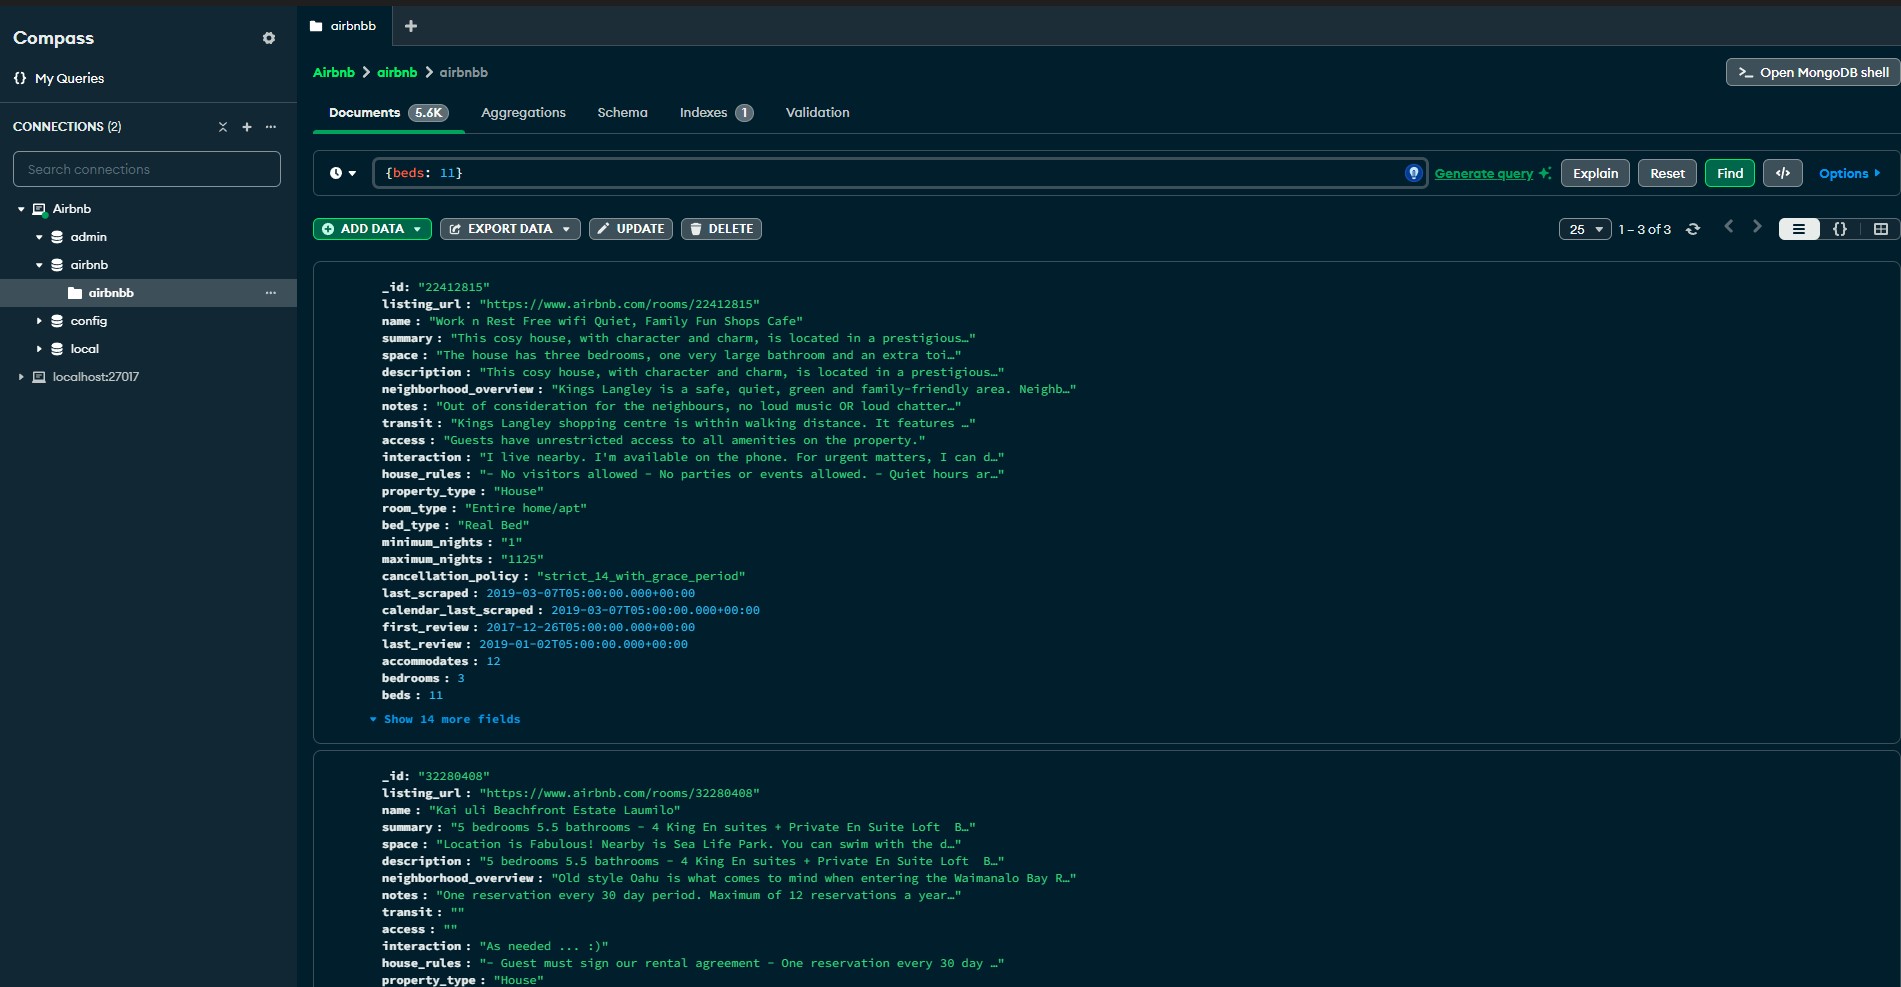 Compass
{} My Queries
CONNECTIONS (2)
Search connections
Airbnb
admin
airbnb
airbnbb
config
local
localhost:27017
airbnbb
Airbnb > airbnb > airbnbb
>_ Open MongoDB shell
Documents 5.6K Aggregations Schema Indexes 1 Validation
{beds: 11}
Generate query Explain Reset Find </> Options
ADD DATA EXPORT DATA UPDATE DELETE
25 1 – 3 of 3 {}
_id: "22412815"
listing_url : "https://www.airbnb.com/rooms/22412815"
name : "Work n Rest Free wifi Quiet, Family Fun Shops Cafe"
summary : "This cosy house, with character and charm, is located in a prestigious…"
space : "The house has three bedrooms, one very large bathroom and an extra toi…"
description : "This cosy house, with character and charm, is located in a prestigious…"
neighborhood_overview : "Kings Langley is a safe, quiet, green and family-friendly area. Neighb…"
notes : "Out of consideration for the neighbours, no loud music OR loud chatter…"
transit : "Kings Langley shopping centre is within walking distance. It features …"
access : "Guests have unrestricted access to all amenities on the property."
interaction : "I live nearby. I'm available on the phone. For urgent matters, I can d…"
house_rules : "- No visitors allowed - No parties or events allowed. - Quiet hours ar…"
property_type : "House"
room_type : "Entire home/apt"
bed_type : "Real Bed"
minimum_nights : "1"
maximum_nights : "1125"
cancellation_policy : "strict_14_with_grace_period"
last_scraped : 2019-03-07T05:00:00.000+00:00
calendar_last_scraped : 2019-03-07T05:00:00.000+00:00
first_review : 2017-12-26T05:00:00.000+00:00
last_review : 2019-01-02T05:00:00.000+00:00
accommodates : 12
bedrooms : 3
beds : 11
Show 14 more fields
_id: "32280408"
listing_url : "https://www.airbnb.com/rooms/32280408"
name : "Kai uli Beachfront Estate Laumilo"
summary : "5 bedrooms 5.5 bathrooms - 4 King En suites + Private En Suite Loft  B…"
space : "Location is Fabulous! Nearby is Sea Life Park. You can swim with the d…"
description : "5 bedrooms 5.5 bathrooms - 4 King En suites + Private En Suite Loft  B…"
neighborhood_overview : "Old style Oahu is what comes to mind when entering the Waimanalo Bay R…"
notes : "One reservation every 30 day period. Maximum of 12 reservations a year…"
transit : ""
access : ""
interaction : "As needed ... :)"
house_rules : "- Guest must sign our rental agreement - One reservation every 30 day …"
property_type : "House"